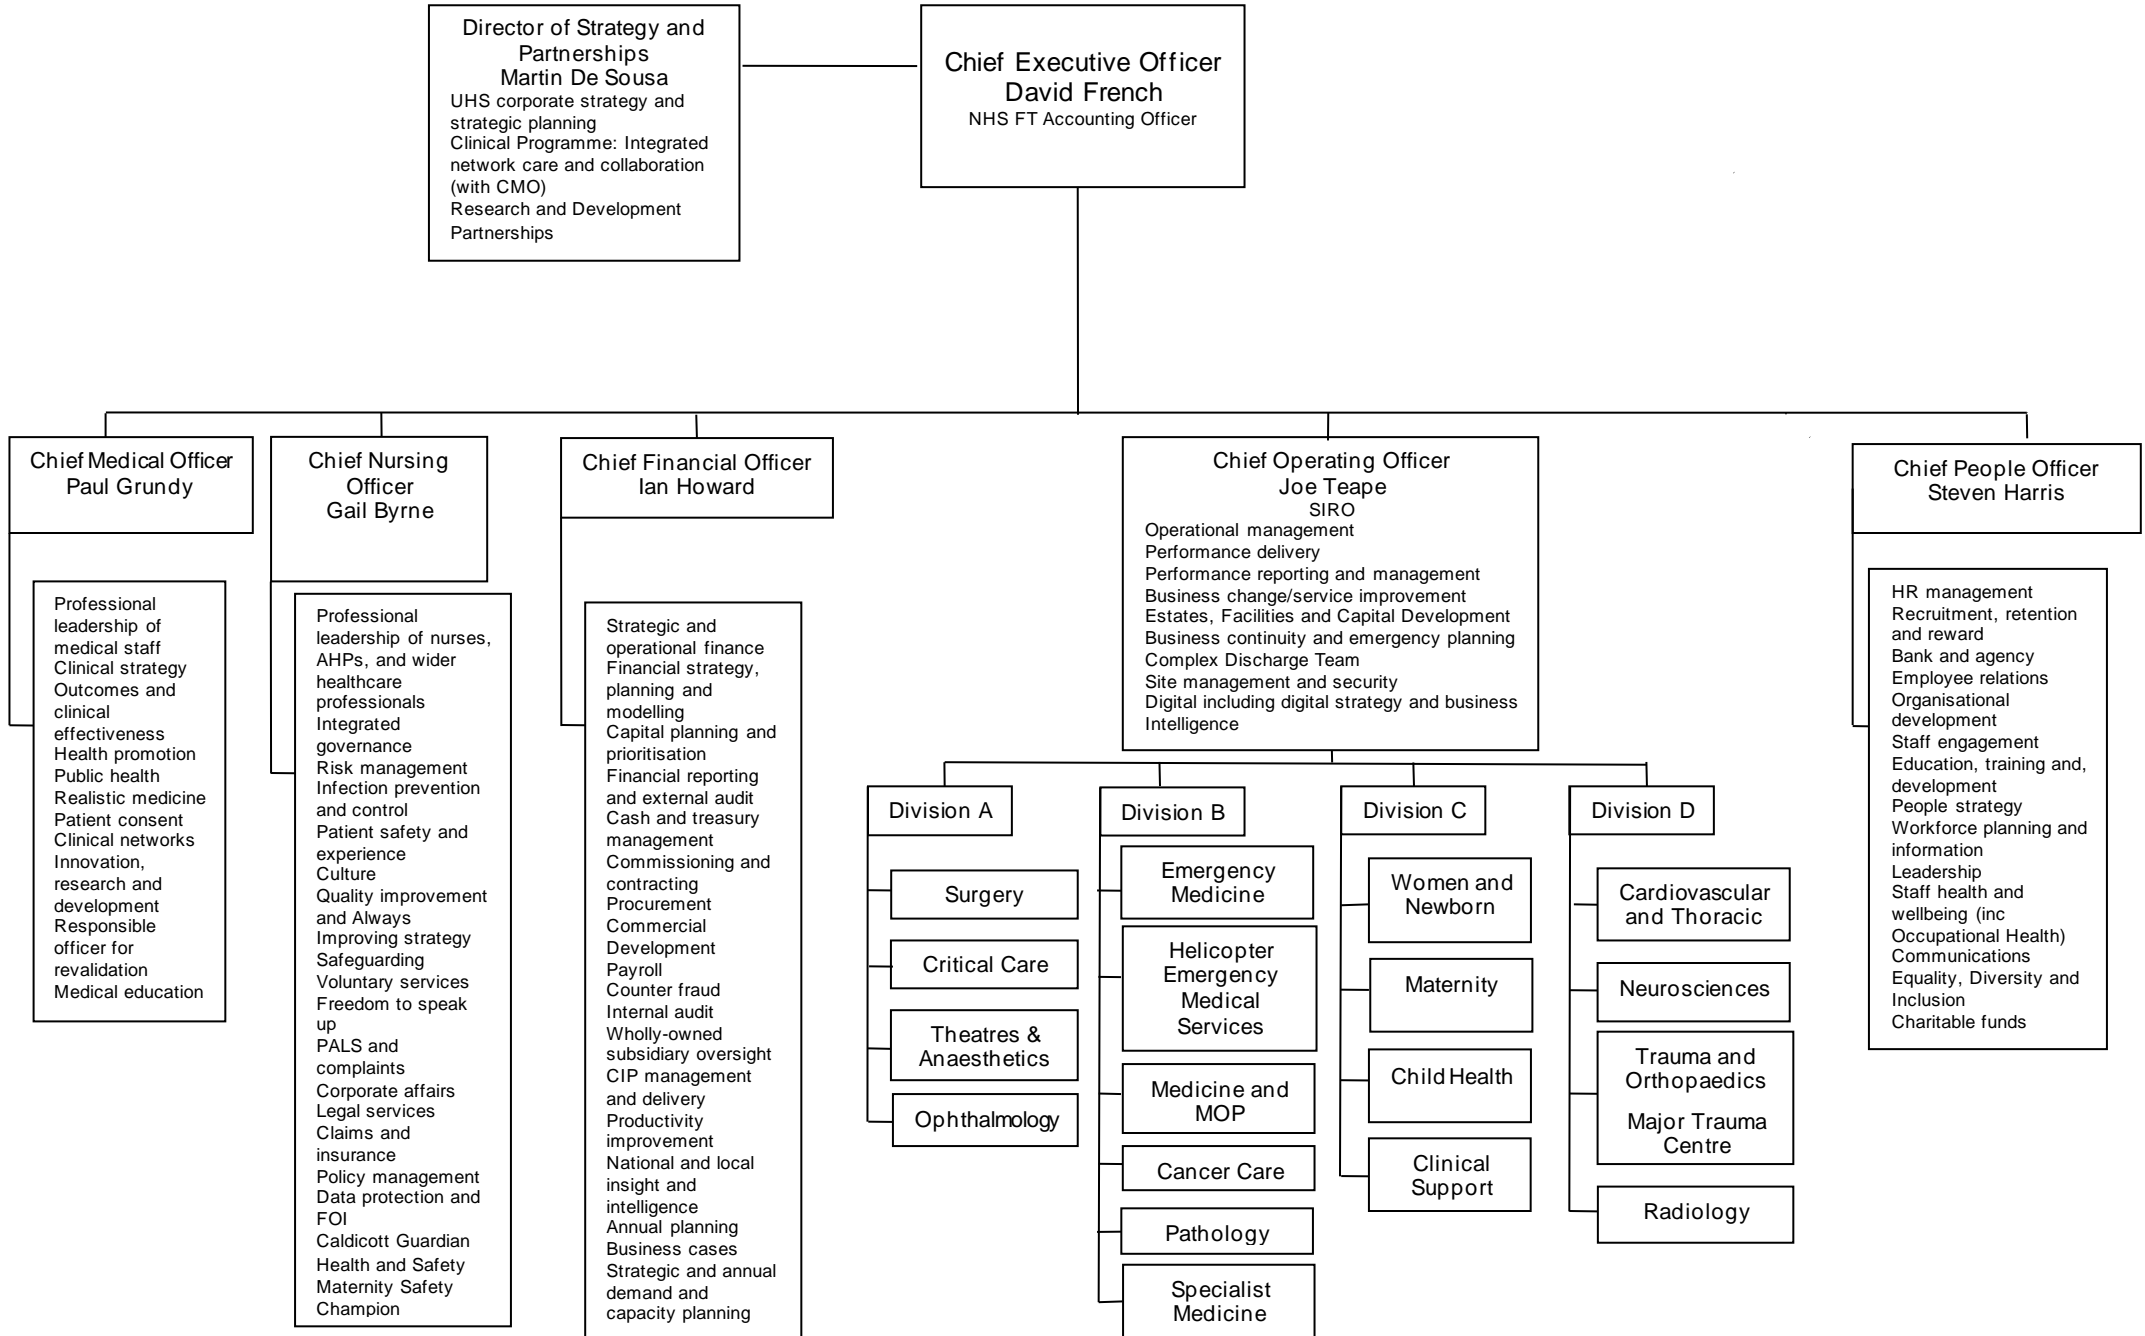 Director of Strategy and
Partnerships
Martin De Sousa
UHS corporate strategy and
strategic planning
Clinical Programme: Integrated
network care and collaboration
(with CMO)
Research and Development
Partnerships
Chief Executive Officer
David French
NHS FT Accounting Officer
Chief Medical Officer
Paul Grundy
Professional
leadership of
medical staff
Clinical strategy
Outcomes and
clinical
effectiveness
Health promotion
Public health
Realistic medicine
Patient consent
Clinical networks
Innovation,
research and
development
Responsible
officer for
revalidation
Medical education
Chief Nursing
Officer
Gail Byrne
Professional
leadership of nurses,
AHPs, and wider
healthcare
professionals
Integrated
governance
Risk management
Infection prevention
and control
Patient safety and
experience
Culture
Quality improvement
and Always
Improving strategy
Safeguarding
Voluntary services
Freedom to speak
up
PALS and
complaints
Corporate affairs
Legal services
Claims and
insurance
Policy management
Data protection and
FOI
Caldicott Guardian
Health and Safety
Maternity Safety
Champion
Chief Financial Officer
Ian Howard
Strategic and
operational finance
Financial strategy,
planning and
modelling
Capital planning and
prioritisation
Financial reporting
and external audit
Cash and treasury
management
Commissioning and
contracting
Procurement
Commercial
Development
Payroll
Counter fraud
Internal audit
Wholly-owned
subsidiary oversight
CIP management
and delivery
Productivity
improvement
National and local
insight and
intelligence
Annual planning
Business cases
Strategic and annual
demand and
capacity planning
Chief Operating Officer
Joe Teape
SIRO
Operational management
Performance delivery
Performance reporting and management
Business change/service improvement
Estates, Facilities and Capital Development
Business continuity and emergency planning
Complex Discharge Team
Site management and security
Digital including digital strategy and business
Intelligence
Division A
Surgery
Critical Care
Theatres &
Anaesthetics
Ophthalmology
Division B
Emergency
Medicine
Helicopter
Emergency
Medical
Services
Medicine and
MOP
Cancer Care
Pathology
Specialist
Medicine
Division C
Women and
Newborn
Maternity
Child Health
Clinical
Support
Division D
Cardiovascular
and Thoracic
Neurosciences
Trauma and
Orthopaedics
Major Trauma
Centre
Radiology
Chief People Officer
Steven Harris
HR management
Recruitment, retention
and reward
Bank and agency
Employee relations
Organisational
development
Staff engagement
Education, training and,
development
People strategy
Workforce planning and
information
Leadership
Staff health and
wellbeing (inc
Occupational Health)
Communications
Equality, Diversity and
Inclusion
Charitable funds